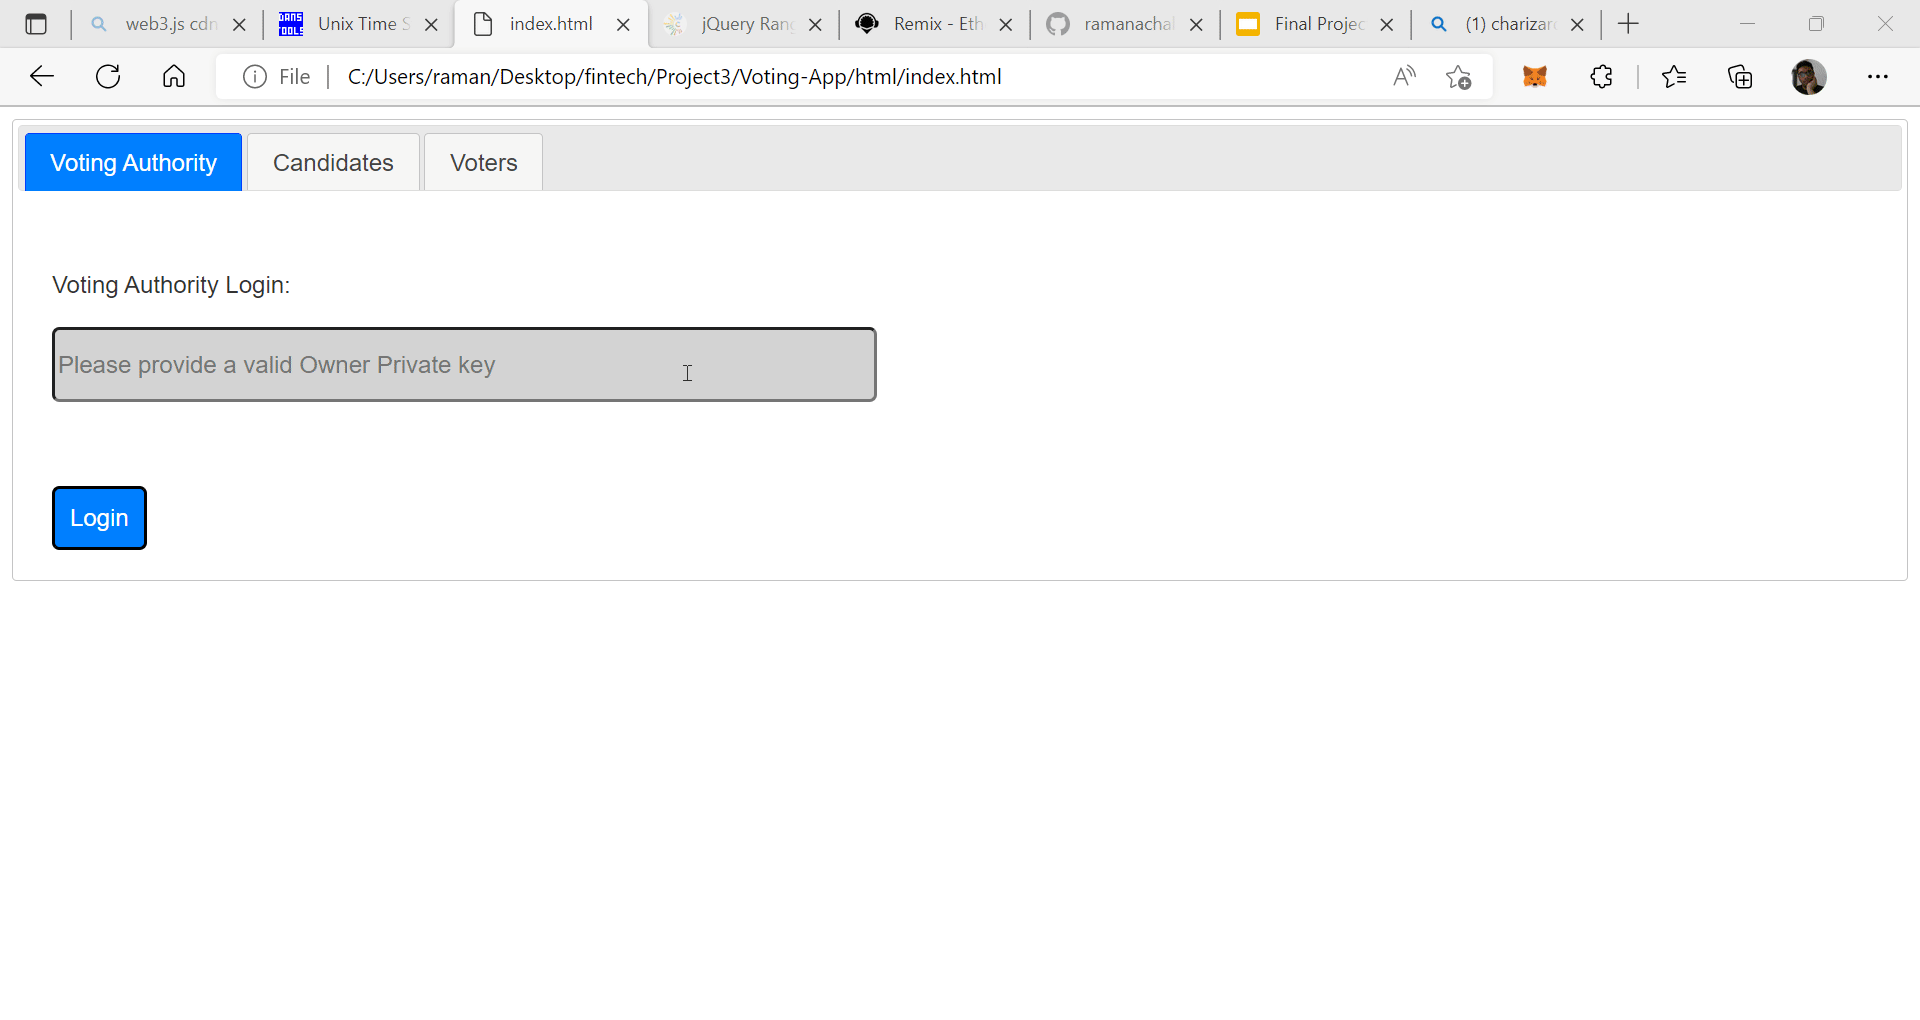 web3.js cdn
Unix Time S
index.html
jQuery Rang
Remix - Eth
ramanachal
Final Projec
(1) charizar
File
C:/Users/raman/Desktop/fintech/Project3/Voting-App/html/index.html
Voting Authority
Candidates
Voters
Voting Authority Login:
Please provide a valid Owner Private key
Login